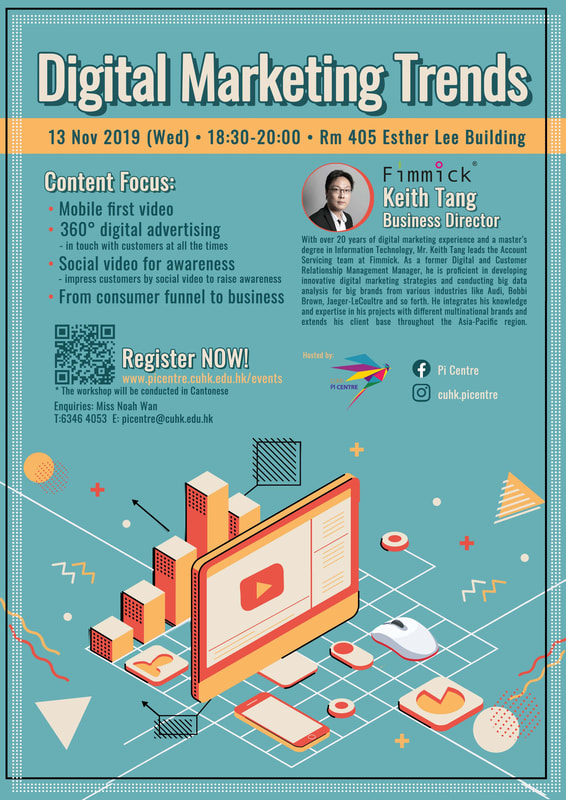 Digital Marketing Trends
13 Nov 2019 (Wed) • 18:30-20:00 • Rm 405 Esther Lee Building
Content Focus:
• Mobile first video
• 360° digital advertising
- in touch with customers at all the times
• Social video for awareness
- impress customers by social video to raise awareness
• From consumer funnel to business
Fimmick®
Keith Tang
Business Director
With over 20 years of digital marketing experience and a master's
degree in Information Technology, Mr. Keith Tang leads the Account
Servicing team at Fimmick. As a former Digital and Customer
Relationship Management Manager, he is proficient in developing
innovative digital marketing strategies and conducting big data
analysis for big brands from various industries like Audi, Bobbi
Brown, Jaeger-LeCoultre and so forth. He integrates his knowledge
and expertise in his projects with different multinational brands and
extends his client base throughout the Asia-Pacific region.
Register NOW!
www.picentre.cuhk.edu.hk/events
* The workshop will be conducted in Cantonese
Enquiries: Miss Noah Wan
T:6346 4053 E: picentre@cuhk.edu.hk
Hosted by:
PI CENTRE
Pi Centre
cuhk.picentre